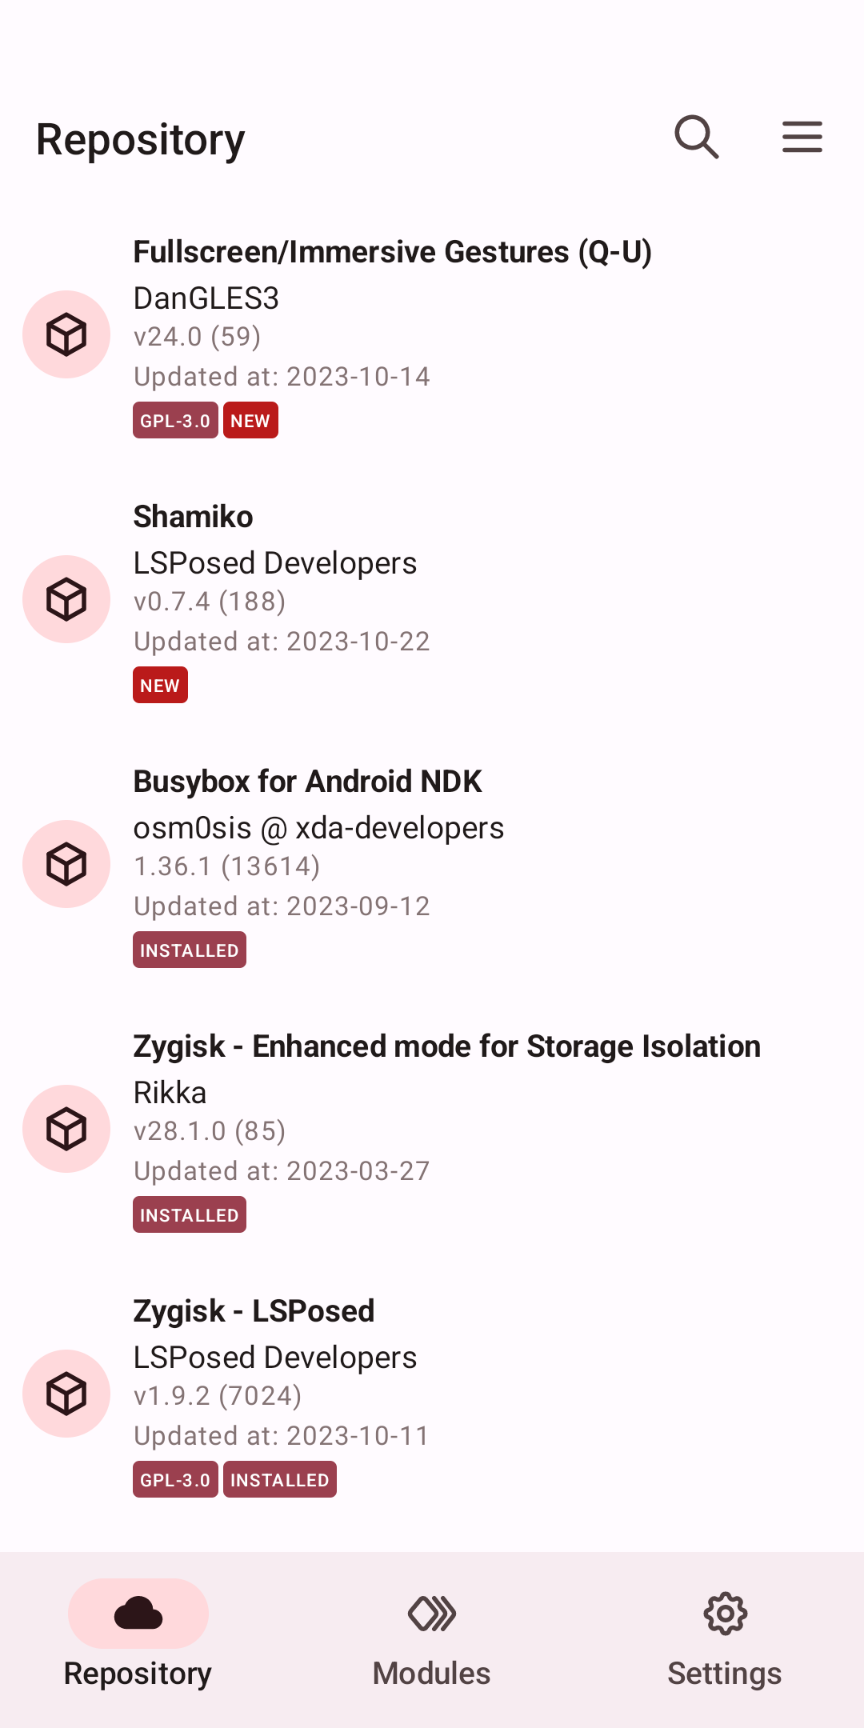 Repository
Fullscreen/Immersive Gestures (Q-U)
DanGLES3
v24.0 (59)
Updated at: 2023-10-14
GPL-3.0 NEW
Shamiko
LSPosed Developers
v0.7.4 (188)
Updated at: 2023-10-22
NEW
Busybox for Android NDK
osm0sis @ xda-developers
1.36.1 (13614)
Updated at: 2023-09-12
INSTALLED
Zygisk - Enhanced mode for Storage Isolation
Rikka
v28.1.0 (85)
Updated at: 2023-03-27
INSTALLED
Zygisk - LSPosed
LSPosed Developers
v1.9.2 (7024)
Updated at: 2023-10-11
GPL-3.0 INSTALLED
Repository Modules Settings